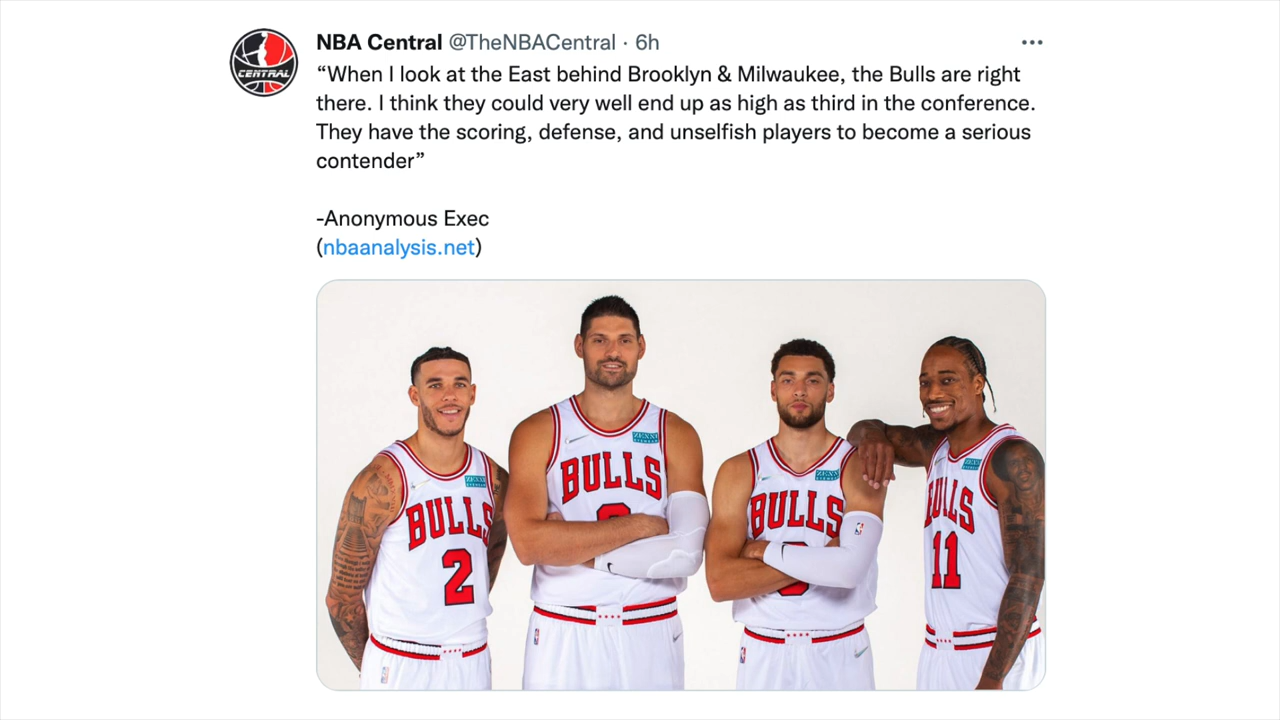 NBA Central @TheNBACentral · 6h
CENTRAL
“When I look at the East behind Brooklyn & Milwaukee, the Bulls are right
there. I think they could very well end up as high as third in the conference.
They have the scoring, defense, and unselfish players to become a serious
contender”
-Anonymous Exec
(nbaanalysis.net)
BULLS
2
BULLS
BULLS
BULLS
11